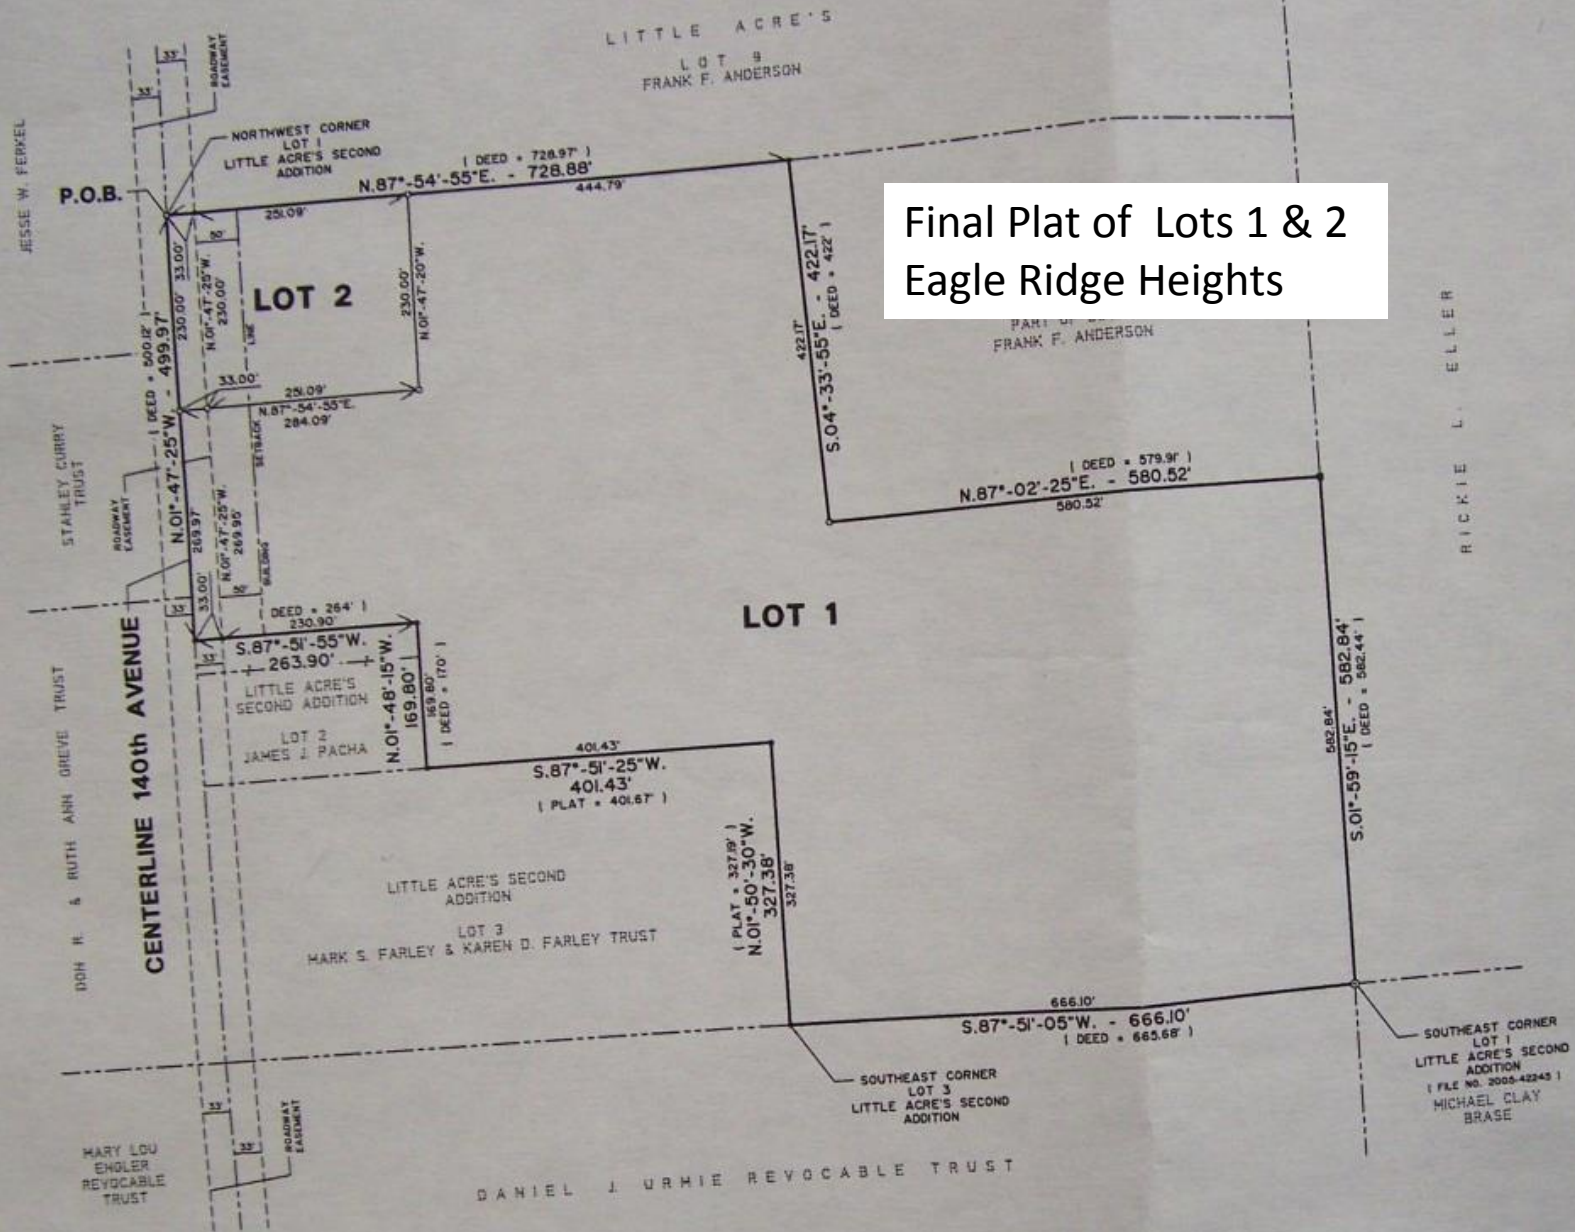 LITTLE ACRE'S
LOT 9
FRANK F. ANDERSON
33'
33'
ROADWAY
EASEMENT
JESSE W. FERKEL
NORTHWEST CORNER
LOT 1
LITTLE ACRE'S SECOND
ADDITION
P.O.B.
( DEED = 728.97' )
N.87°-54'-55"E. - 728.88'
251.09'
444.79'
Final Plat of Lots 1 & 2
Eagle Ridge Heights
PART OF
FRANK F. ANDERSON
33.00'
50'
230.00'
N.01°-47'-25"W.
230.00'
LINE
LOT 2
230.00'
N.01°-47'-20"W.
( DEED = 500.12' )
N.01°-47'-25"W. - 499.97'
33.00'
251.09'
N.87°-54'-55"E.
284.09'
422.17'
S.04°-33'-55"E. - 422.17'
( DEED = 422' )
( DEED = 579.91' )
N.87°-02'-25"E. - 580.52'
580.52'
RICKIE L. ELLER
STANLEY CURRY
TRUST
ROADWAY
EASEMENT
269.97'
N.01°-47'-25"W.
269.95'
SETBACK
BUILDING
33'
33.00'
50'
DEED = 264' )
230.90'
S.87°-51'-55"W.
263.90'
33'
LOT 1
LITTLE ACRE'S
SECOND ADDITION
LOT 2
JAMES J. PACHA
N.01°-48'-15"W.
169.80'
169.80'
( DEED = 170' )
582.84'
S.01°-59'-15"E. - 582.84'
( DEED = 582.44' )
DON R. & RUTH ANN GREVE TRUST
CENTERLINE 140th AVENUE
401.43'
S.87°-51'-25"W.
401.43'
( PLAT = 401.67' )
( PLAT = 327.19' )
N.01°-50'-30"W.
327.38'
327.38'
LITTLE ACRE'S SECOND
ADDITION
LOT 3
MARK S. FARLEY & KAREN D. FARLEY TRUST
666.10'
S.87°-51'-05"W. - 666.10'
( DEED = 665.68' )
SOUTHEAST CORNER
LOT 3
LITTLE ACRE'S SECOND
ADDITION
SOUTHEAST CORNER
LOT 1
LITTLE ACRE'S SECOND
ADDITION
( FILE NO. 2005-42245 )
MICHAEL CLAY
BRASE
33'
33'
ROADWAY
EASEMENT
MARY LOU
ENGLER
REVOCABLE
TRUST
DANIEL J. URMIE REVOCABLE TRUST